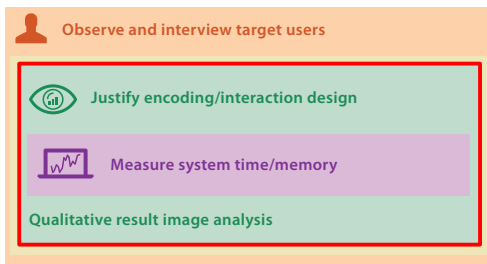 Observe and interview target users
Justify encoding/interaction design
Measure system time/memory
Qualitative result image analysis